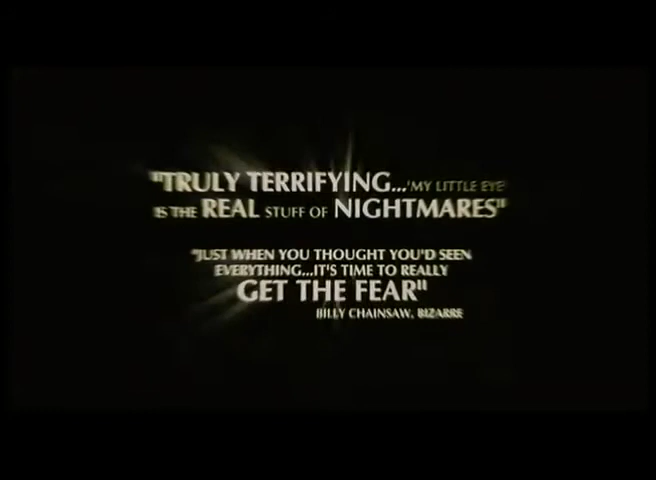 "TRULY TERRIFYING...'MY LITTLE EYE'
IS THE REAL STUFF OF NIGHTMARES"
"JUST WHEN YOU THOUGHT YOU'D SEEN
EVERYTHING...IT'S TIME TO REALLY
GET THE FEAR"
BILLY CHAINSAW, BIZARRE